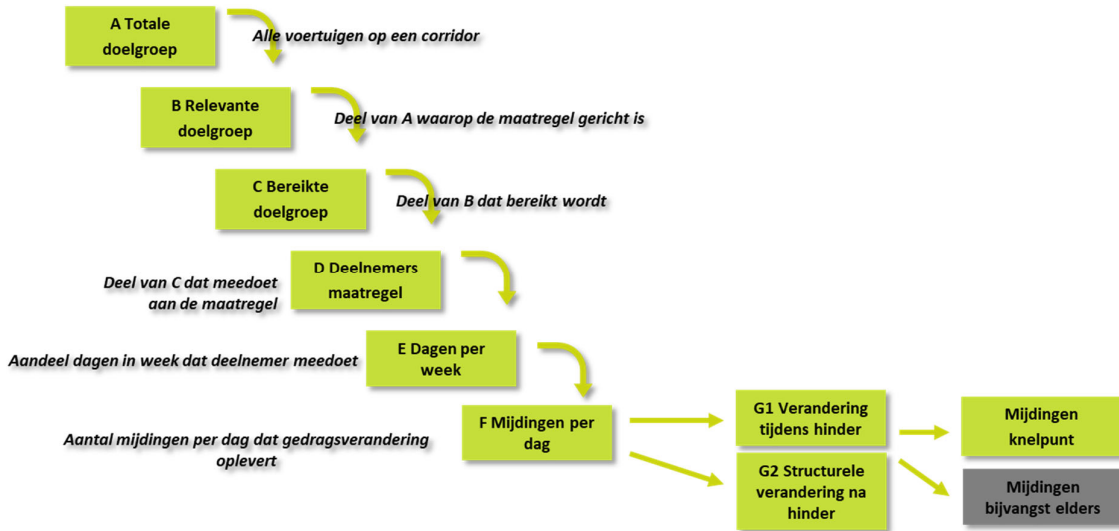 A Totale
doelgroep
Alle voertuigen op een corridor
B Relevante
doelgroep
Deel van A waarop de maatregel gericht is
C Bereikte
doelgroep
Deel van B dat bereikt wordt
D Deelnemers
maatregel
Deel van C dat meedoet
aan de maatregel
E Dagen per
week
Aandeel dagen in week dat deelnemer meedoet
F Mijdingen per
dag
Aantal mijdingen per dag dat gedragsverandering
oplevert
G1 Verandering
tijdens hinder
G2 Structurele
verandering na
hinder
Mijdingen
knelpunt
Mijdingen
bijvangst elders